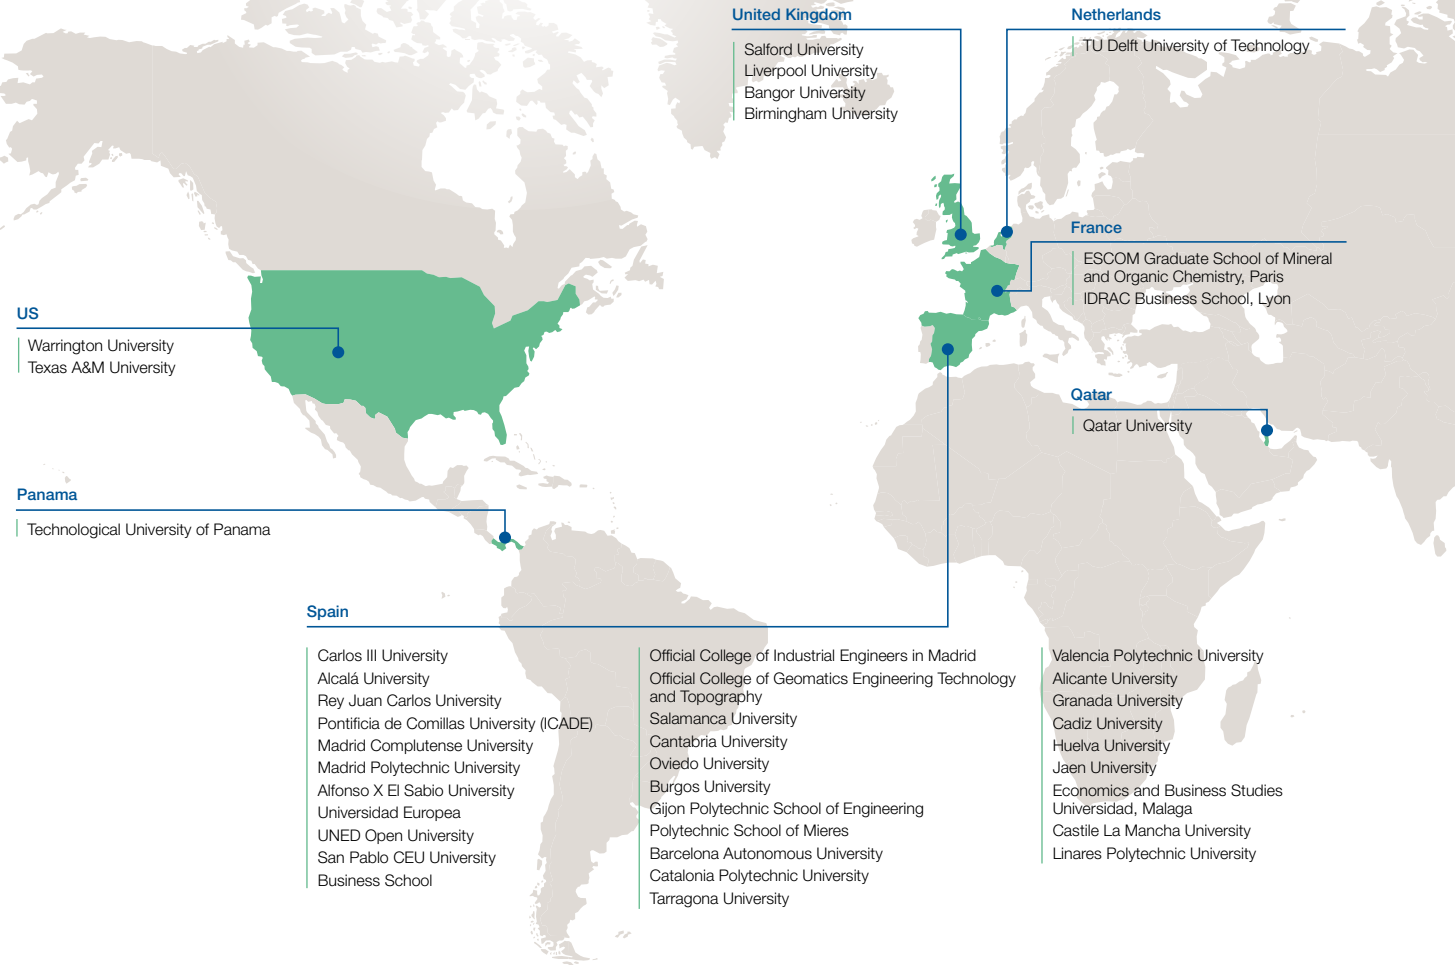 United Kingdom
Salford University
Liverpool University
Bangor University
Birmingham University
Netherlands
TU Delft University of Technology
France
ESCOM Graduate School of Mineral
and Organic Chemistry, Paris
IDRAC Business School, Lyon
US
Warrington University
Texas A&M University
Qatar
Qatar University
Panama
Technological University of Panama
Spain
Carlos III University
Alcalá University
Rey Juan Carlos University
Pontificia de Comillas University (ICADE)
Madrid Complutense University
Madrid Polytechnic University
Alfonso X El Sabio University
Universidad Europea
UNED Open University
San Pablo CEU University
Business School
Official College of Industrial Engineers in Madrid
Official College of Geomatics Engineering Technology
and Topography
Salamanca University
Cantabria University
Oviedo University
Burgos University
Gijon Polytechnic School of Engineering
Polytechnic School of Mieres
Barcelona Autonomous University
Catalonia Polytechnic University
Tarragona University
Valencia Polytechnic University
Alicante University
Granada University
Cadiz University
Huelva University
Jaen University
Economics and Business Studies
Universidad, Malaga
Castile La Mancha University
Linares Polytechnic University